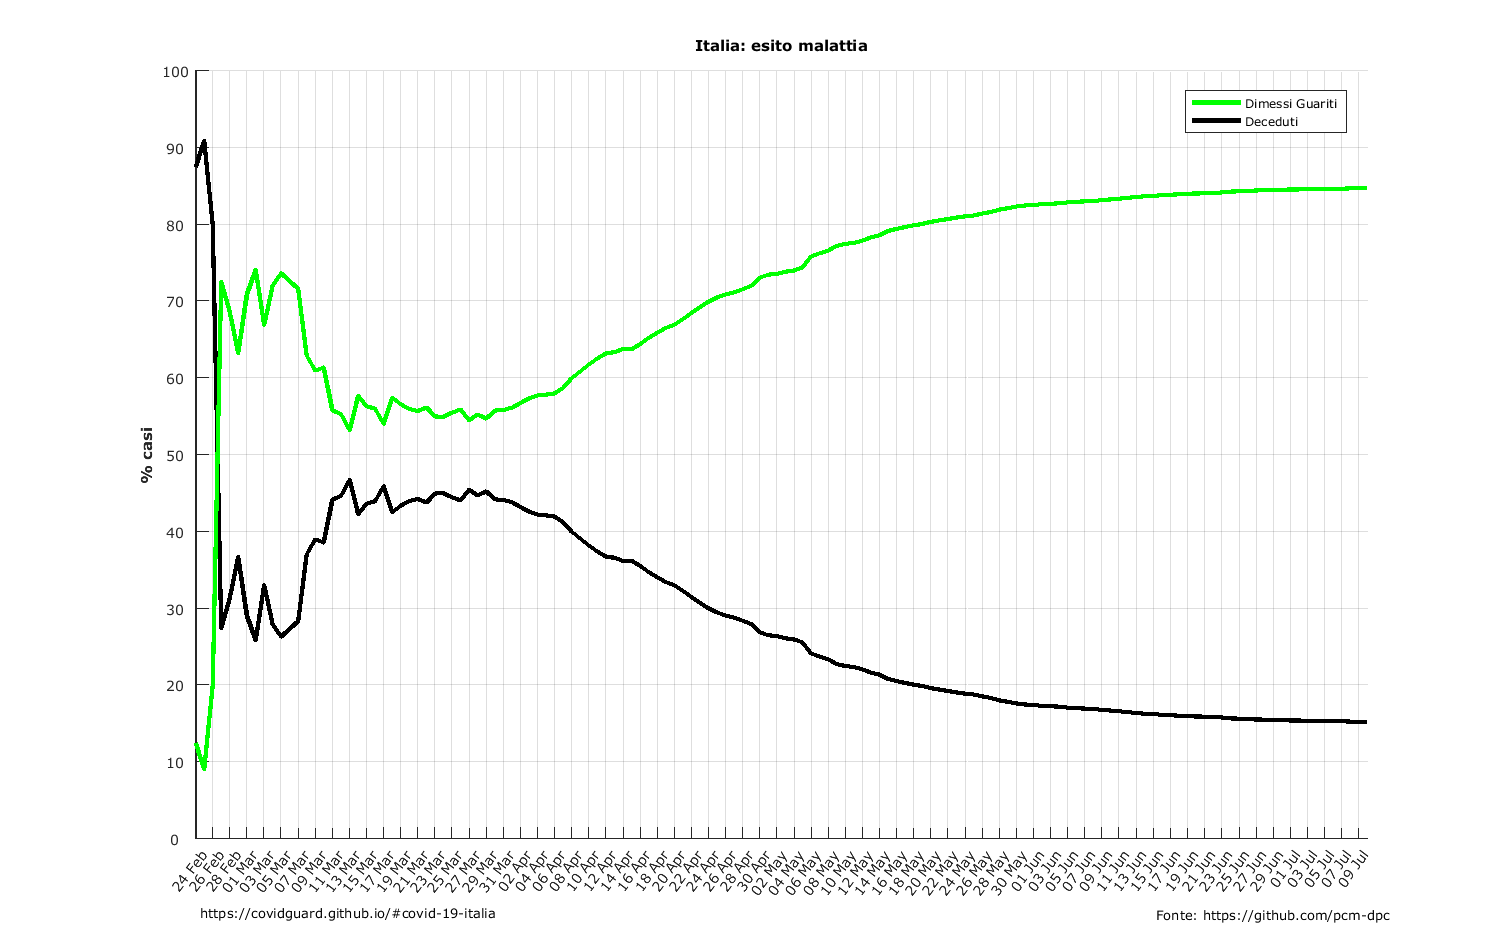 Italia: esito malattia
100
90
80
70
60
50
40
30
20
10
0
% casi
Dimessi Guariti
Deceduti
24 Feb
26 Feb
28 Feb
01 Mar
03 Mar
05 Mar
07 Mar
09 Mar
11 Mar
13 Mar
15 Mar
17 Mar
19 Mar
21 Mar
23 Mar
25 Mar
27 Mar
29 Mar
31 Mar
02 Apr
04 Apr
06 Apr
08 Apr
10 Apr
12 Apr
14 Apr
16 Apr
18 Apr
20 Apr
22 Apr
24 Apr
26 Apr
28 Apr
30 Apr
02 May
04 May
06 May
08 May
10 May
12 May
14 May
16 May
18 May
20 May
22 May
24 May
26 May
28 May
30 May
01 Jun
03 Jun
05 Jun
07 Jun
09 Jun
11 Jun
13 Jun
15 Jun
17 Jun
19 Jun
21 Jun
23 Jun
25 Jun
27 Jun
29 Jun
01 Jul
03 Jul
05 Jul
07 Jul
09 Jul
https://covidguard.github.io/#covid-19-italia
Fonte: https://github.com/pcm-dpc